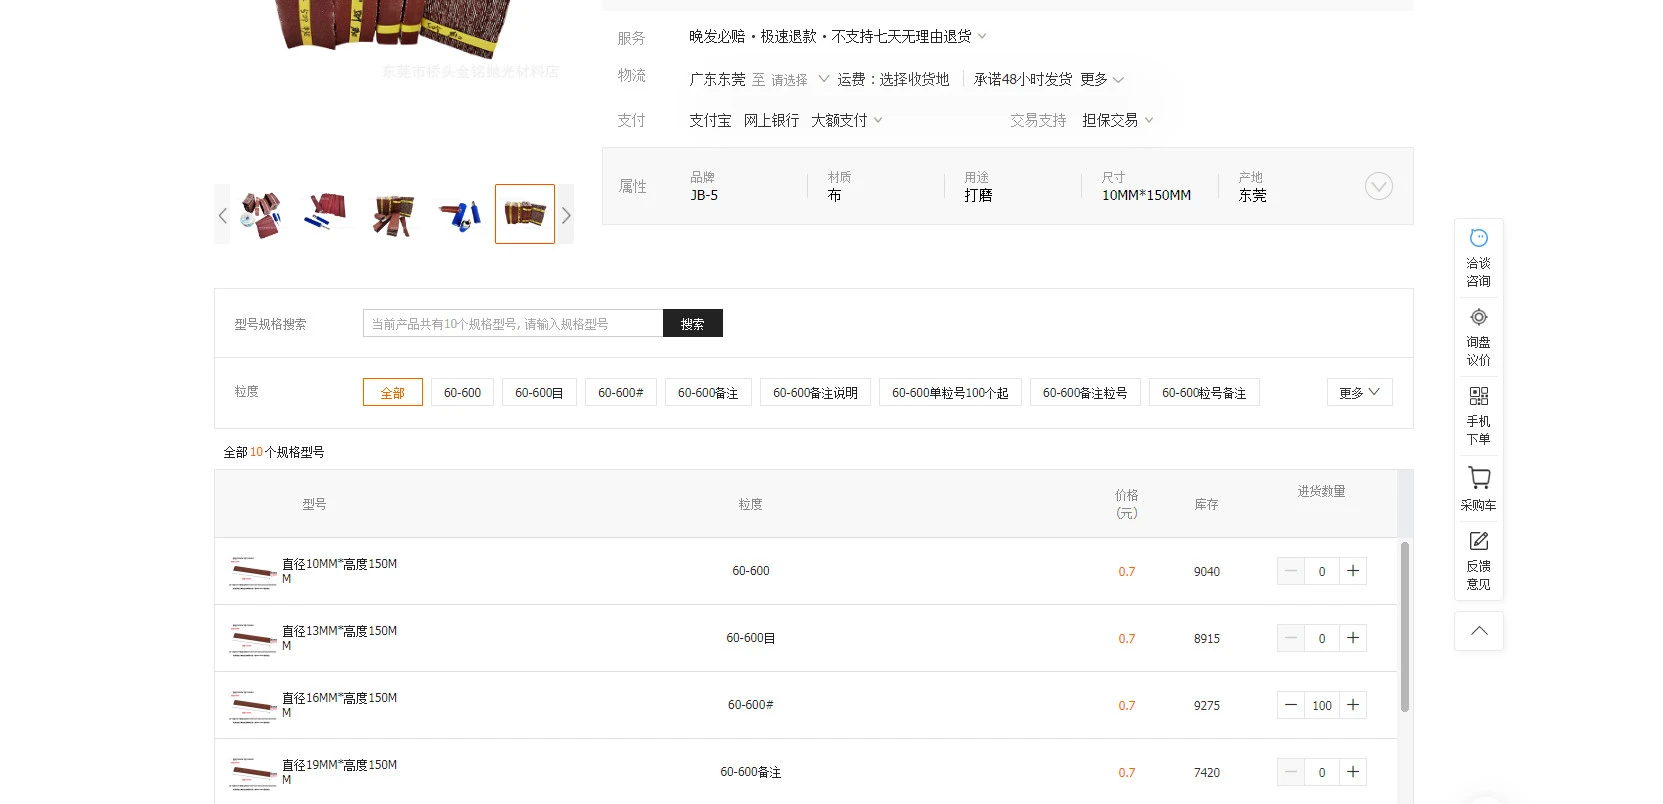 东莞市桥头金铭抛光材料店
服务 晚发必赔・极速退款・不支持七天无理由退货
物流 广东东莞 至 请选择 运费：选择收货地 承诺48小时发货 更多
支付 支付宝 网上银行 大额支付 交易支持 担保交易
属性
品牌 材质 用途 尺寸 产地
JB-5 布 打磨 10MM*150MM 东莞
型号规格搜索 当前产品共有10个规格型号, 请输入规格型号 搜索
粒度 全部 60-600 60-600目 60-600# 60-600备注 60-600备注说明 60-600单粒号100个起 60-600备注粒号 60-600粒号备注 更多
全部10个规格型号
型号 粒度 价格(元) 库存 进货数量
直径10MM*高度150M
M
60-600 0.7 9040 0
直径13MM*高度150M
M
60-600目 0.7 8915 0
直径16MM*高度150M
M
60-600# 0.7 9275 100
直径19MM*高度150M
M
60-600备注 0.7 7420 0
洽谈
咨询
询盘
议价
手机
下单
采购车
反馈
意见